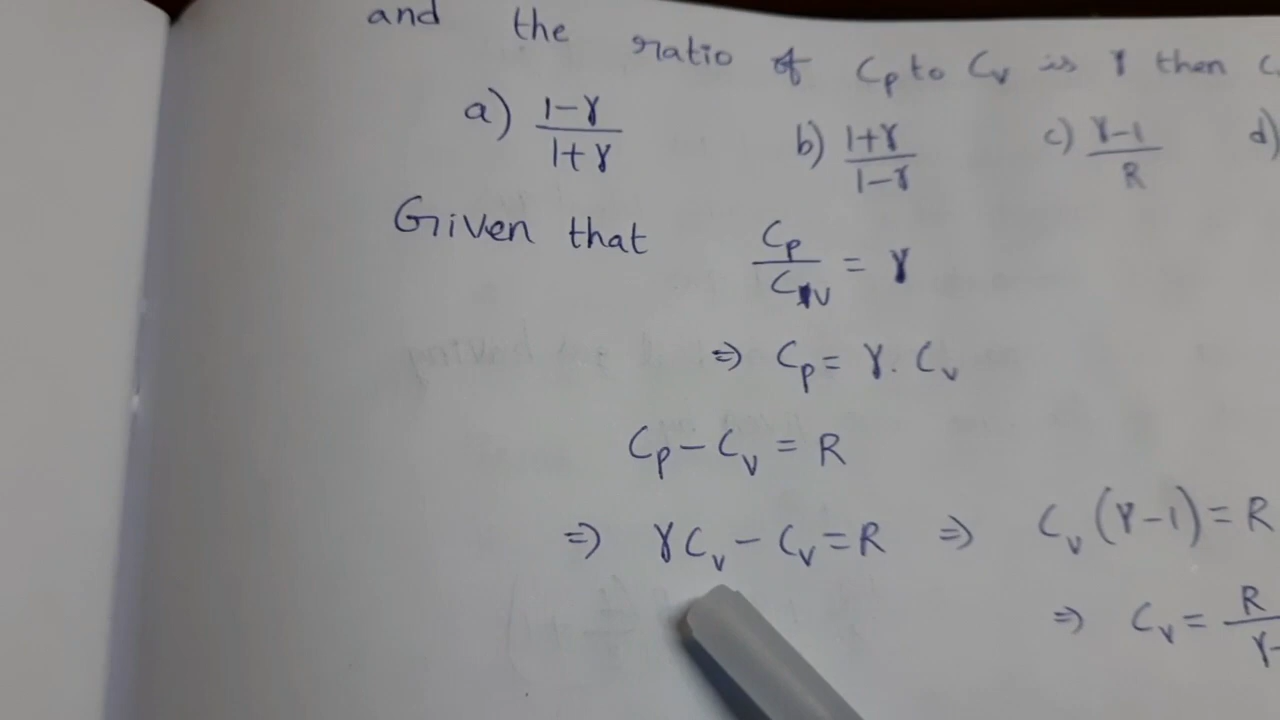 and the ratio of Cp to Cv is γ then C
a) (1-γ)/(1+γ) b) (1+γ)/(1-γ) c) (γ-1)/R d)
Given that Cp/Cv = γ
⇒ Cp = γ. Cv
Cp - Cv = R
⇒ γCv - Cv = R ⇒ Cv (γ-1) = R
⇒ Cv = R/γ-